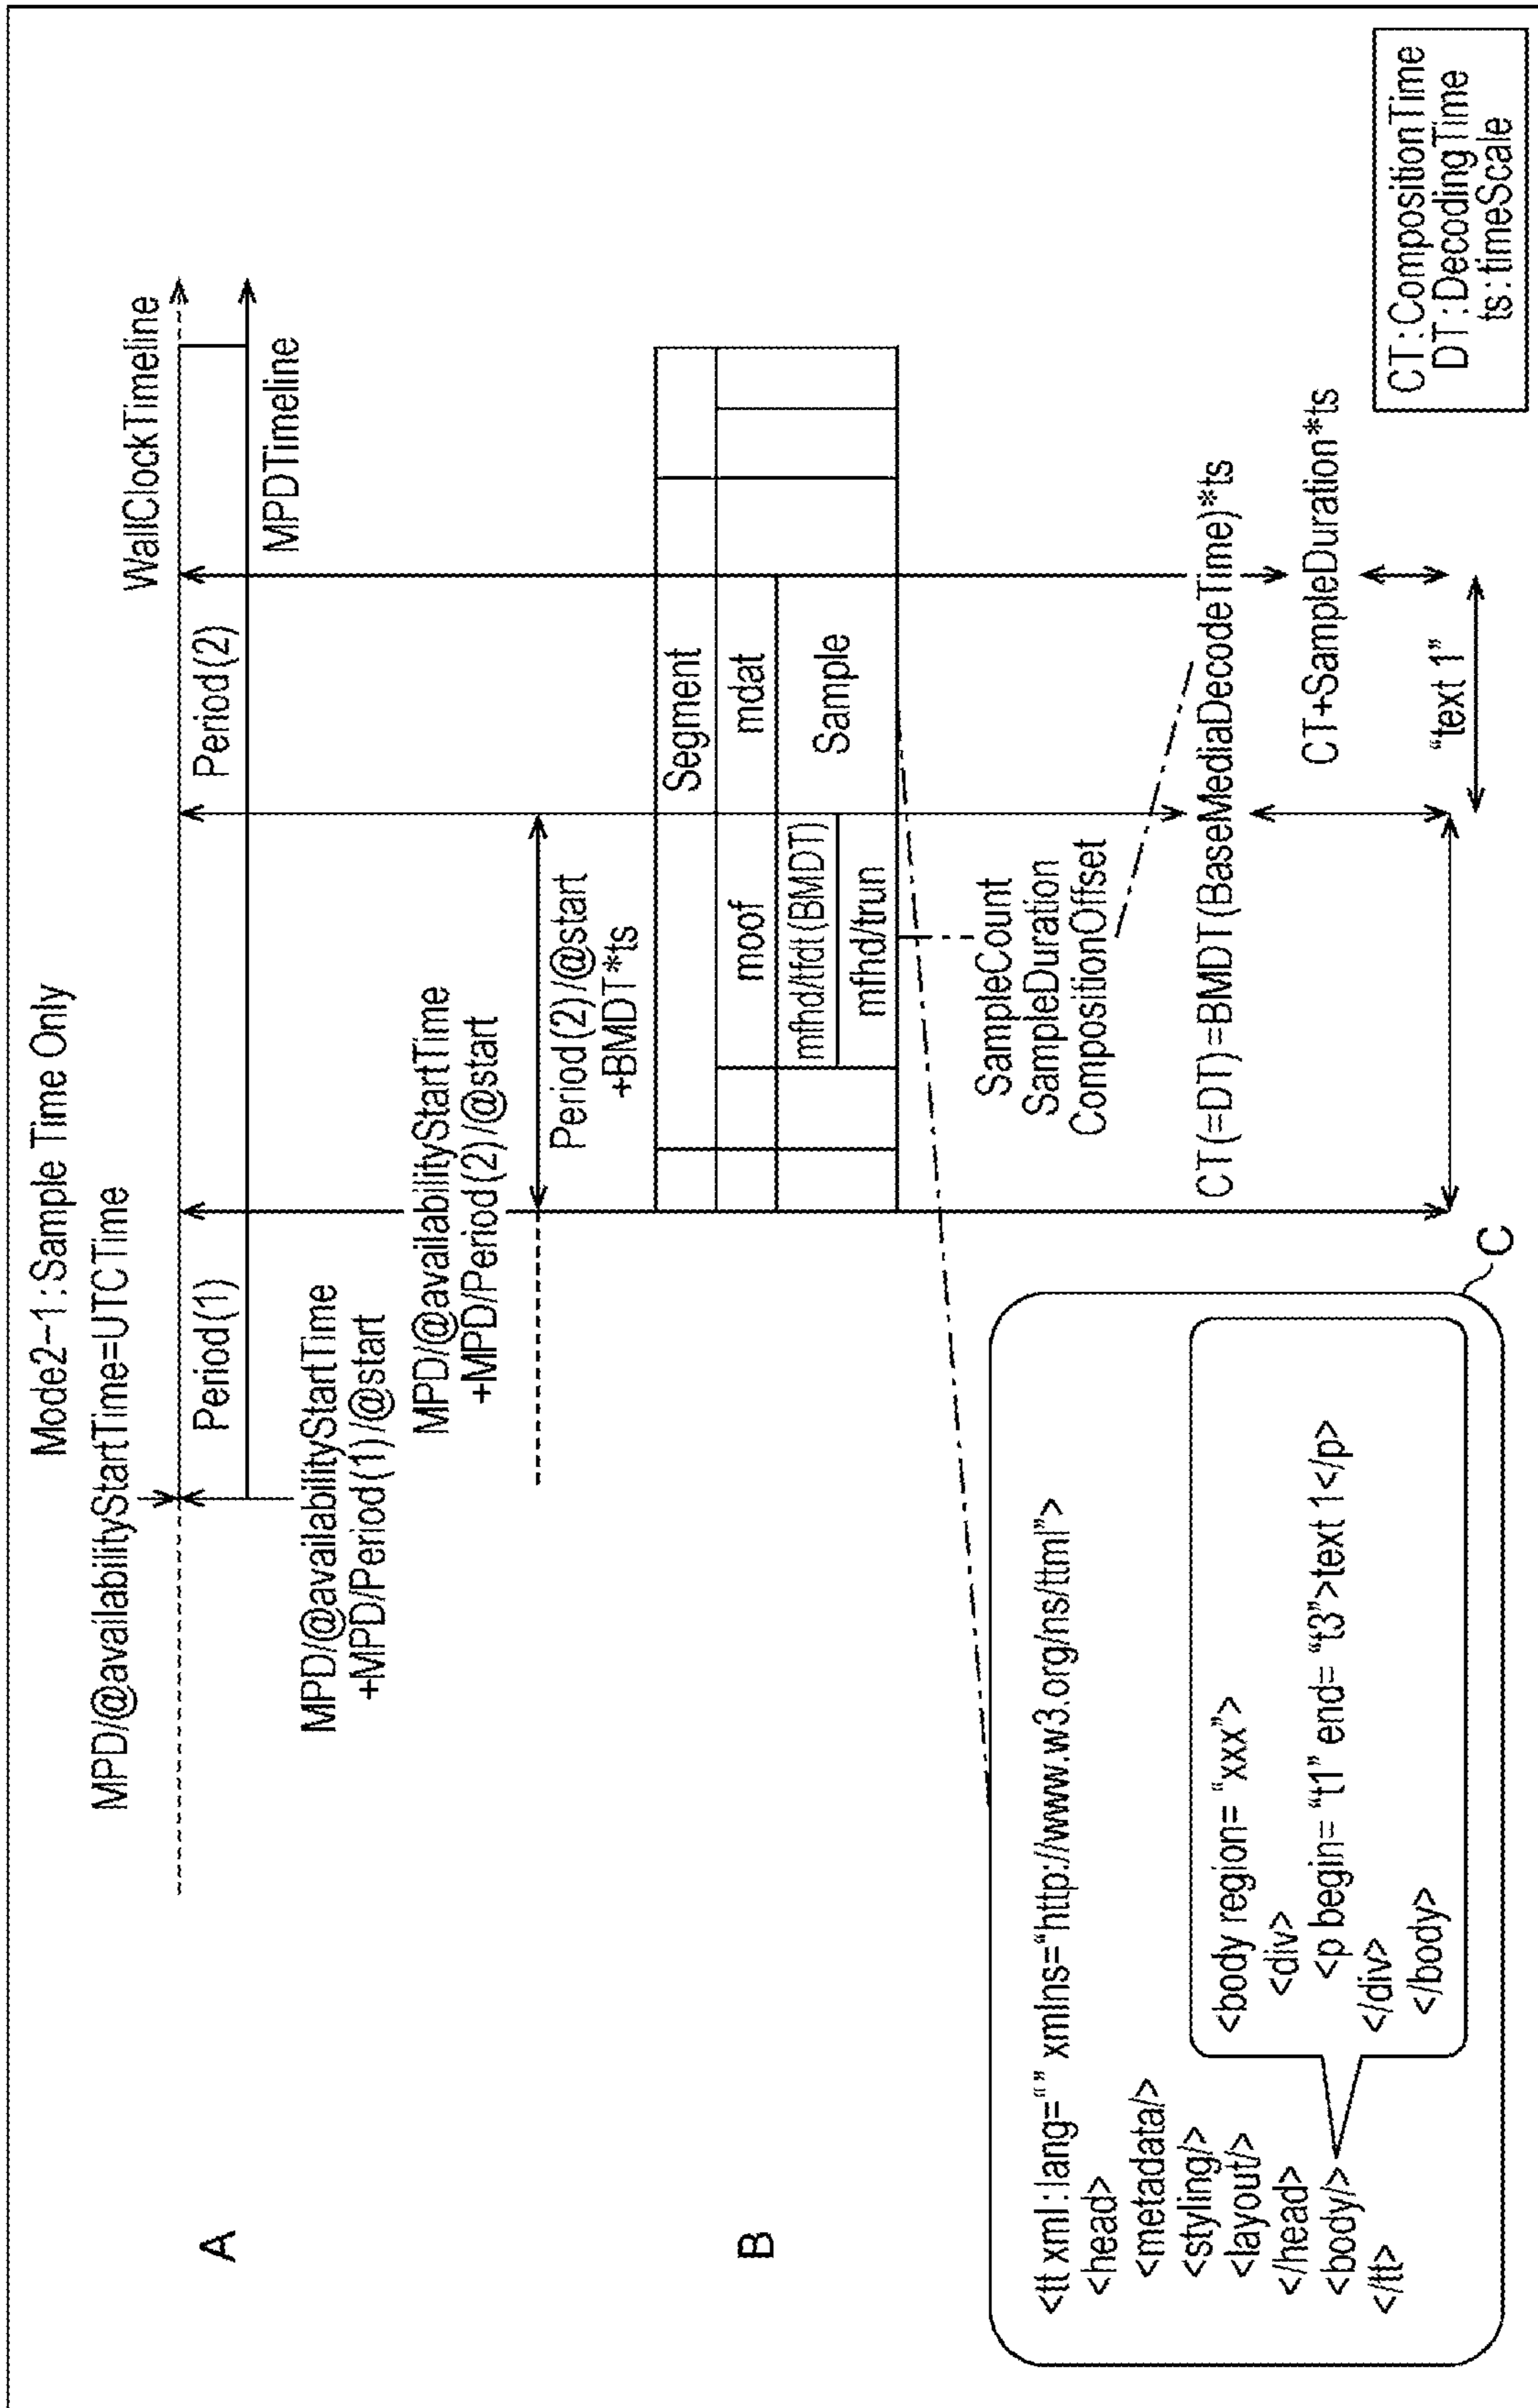 Mode2-1:Sample Time Only
MPD/@availabilityStartTime=UTCTime
WallClockTimeline
A
Period(1)
Period(2)
MPDTimeline
MPD/@availabilityStartTime
+MPD/Period(1)/@start
MPD/@availabilityStartTime
+MPD/Period(2)/@start
Period(2)/@start
+BMDT*ts
B
Segment
moof
mdat
mfhd/tfdt(BMDT)
mfhd/trun
Sample
SampleCount
SampleDuration
CompositionOffset
CT(=DT)=BMDT(BaseMediaDecodeTime)*ts
CT+SampleDuration*ts
“text 1”
C
<tt xml:lang=“” xmlns=“http://www.w3.org/ns/ttml”>
<head>
<metadata/>
<styling/>
<layout/>
</head>
<body/>
</tt>
<body region= “xxx”>
<div>
<p begin= “t1” end= “t3”>text 1</p>
</div>
</body>
CT:CompositionTime
DT:DecodingTime
ts:timeScale